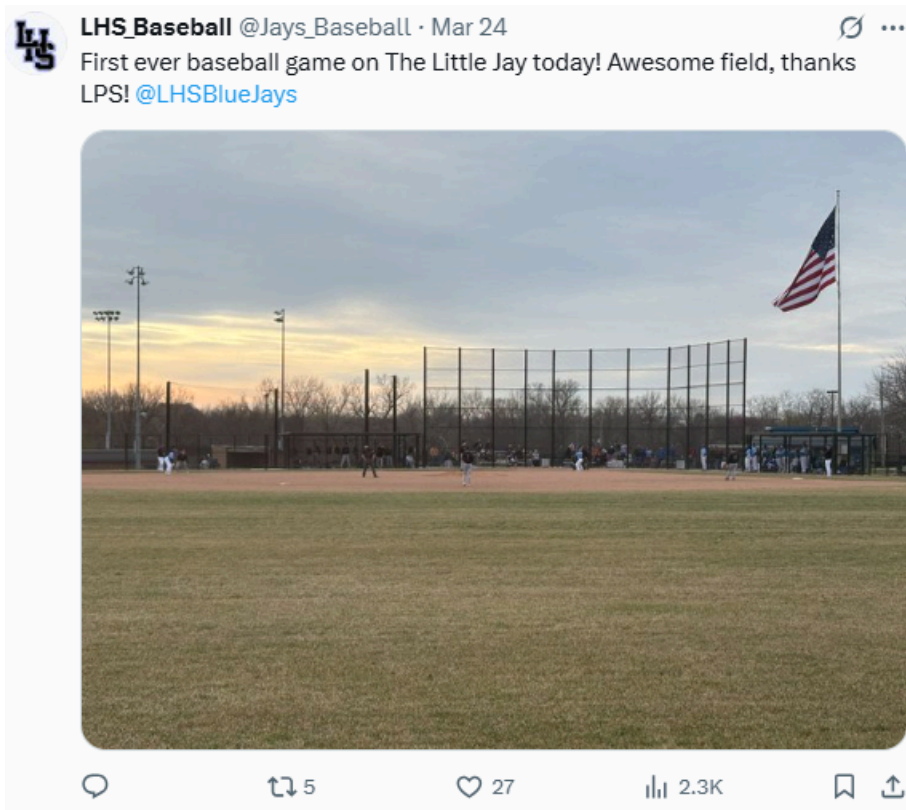 LHS
LHS_Baseball @Jays_Baseball · Mar 24
First ever baseball game on The Little Jay today! Awesome field, thanks
LPS! @LHSBlueJays
5 27 2.3K